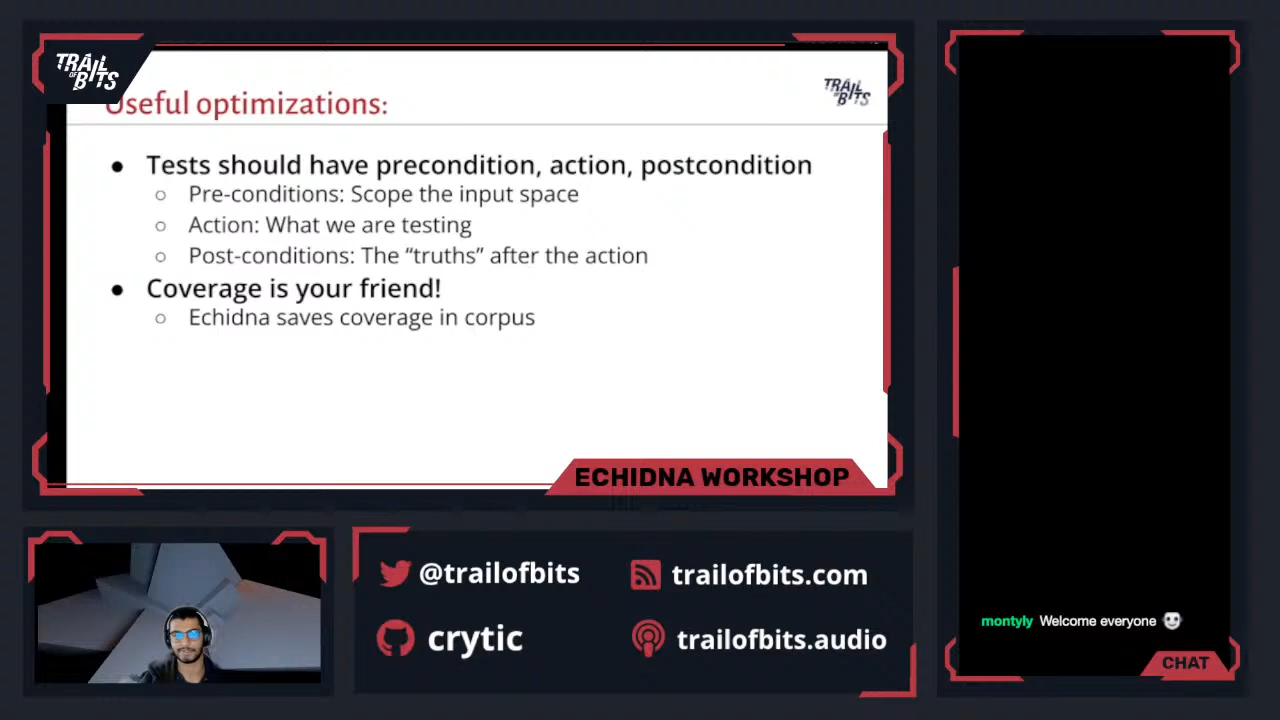 TRAIL
OF
BITS
Useful optimizations:
TRAIL
OF
BITS
● Tests should have precondition, action, postcondition
○ Pre-conditions: Scope the input space
○ Action: What we are testing
○ Post-conditions: The “truths” after the action
● Coverage is your friend!
○ Echidna saves coverage in corpus
ECHIDNA WORKSHOP
@trailofbits
trailofbits.com
crytic
trailofbits.audio
montyly Welcome everyone
CHAT